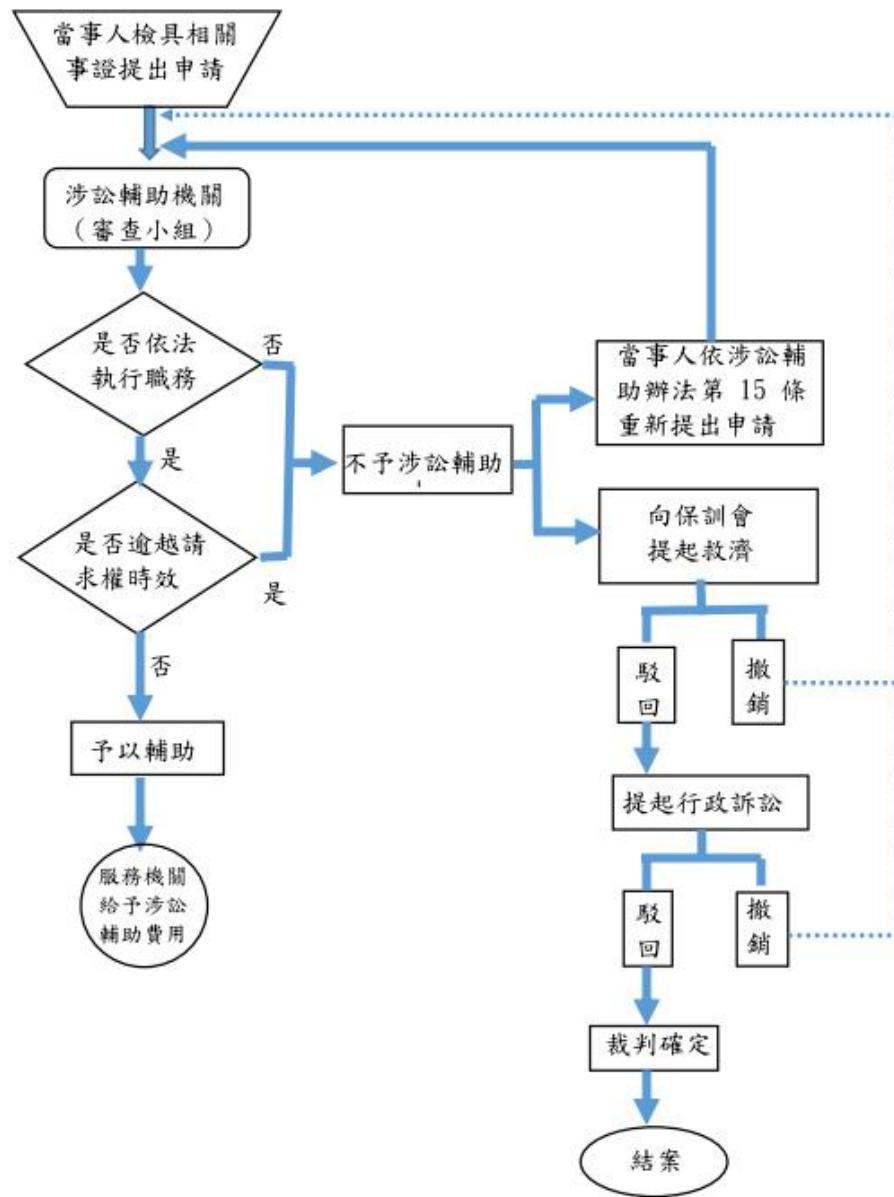 當事人檢具相關
事證提出申請
涉訟輔助機關
（審查小組）
是否依法
執行職務
否
是
是否逾越請
求權時效
是
否
予以輔助
服務機關
給予涉訟
輔助費用
不予涉訟輔助
當事人依涉訟輔
助辦法第 15 條
重新提出申請
向保訓會
提起救濟
駁
回
撤
銷
提起行政訴訟
駁
回
撤
銷
裁判確定
結案